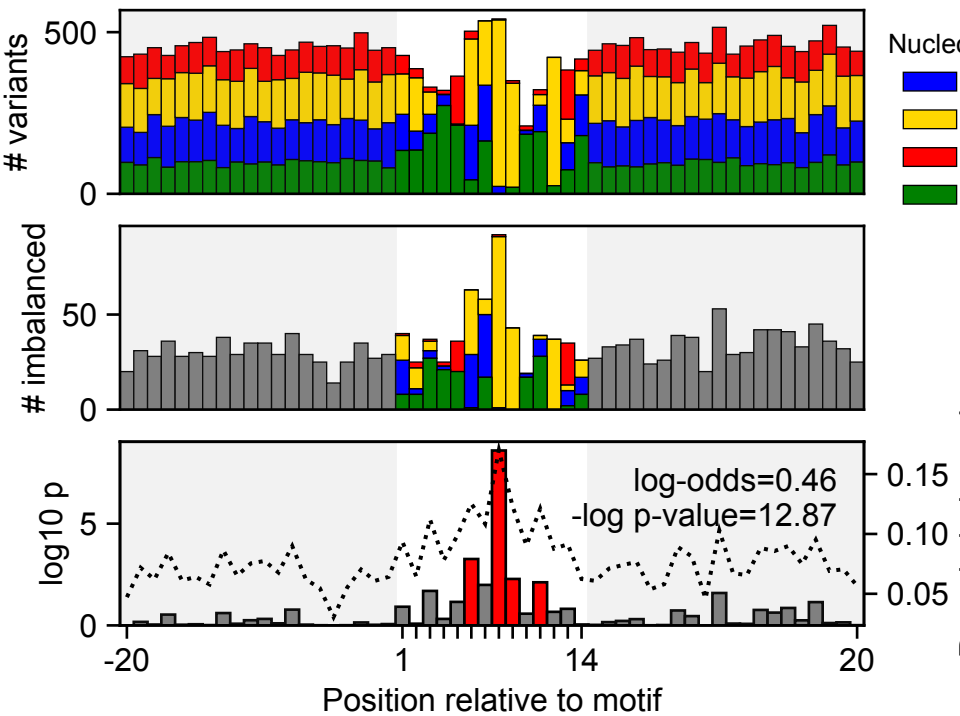 # variants
500
0
Nuclec
# imbalanced
50
0
log10 p
5
0
log-odds=0.46
-log p-value=12.87
0.15
0.10
0.05
-20
1
14
20
Position relative to motif